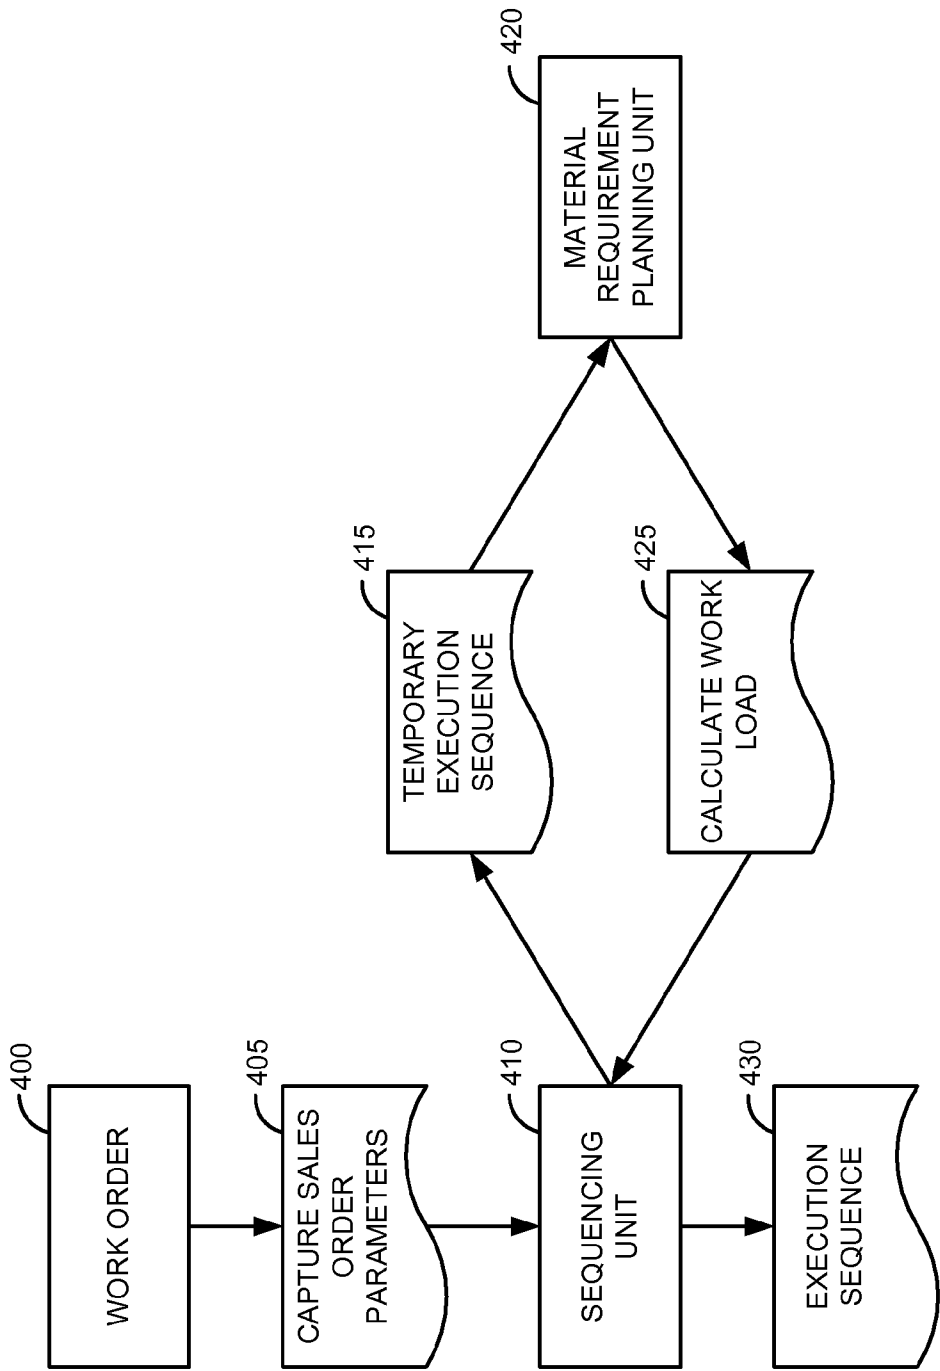 400
WORK ORDER
405
CAPTURE SALES
ORDER
PARAMETERS
410
SEQUENCING
UNIT
415
TEMPORARY
EXECUTION
SEQUENCE
420
MATERIAL
REQUIREMENT
PLANNING UNIT
425
CALCULATE WORK
LOAD
430
EXECUTION
SEQUENCE